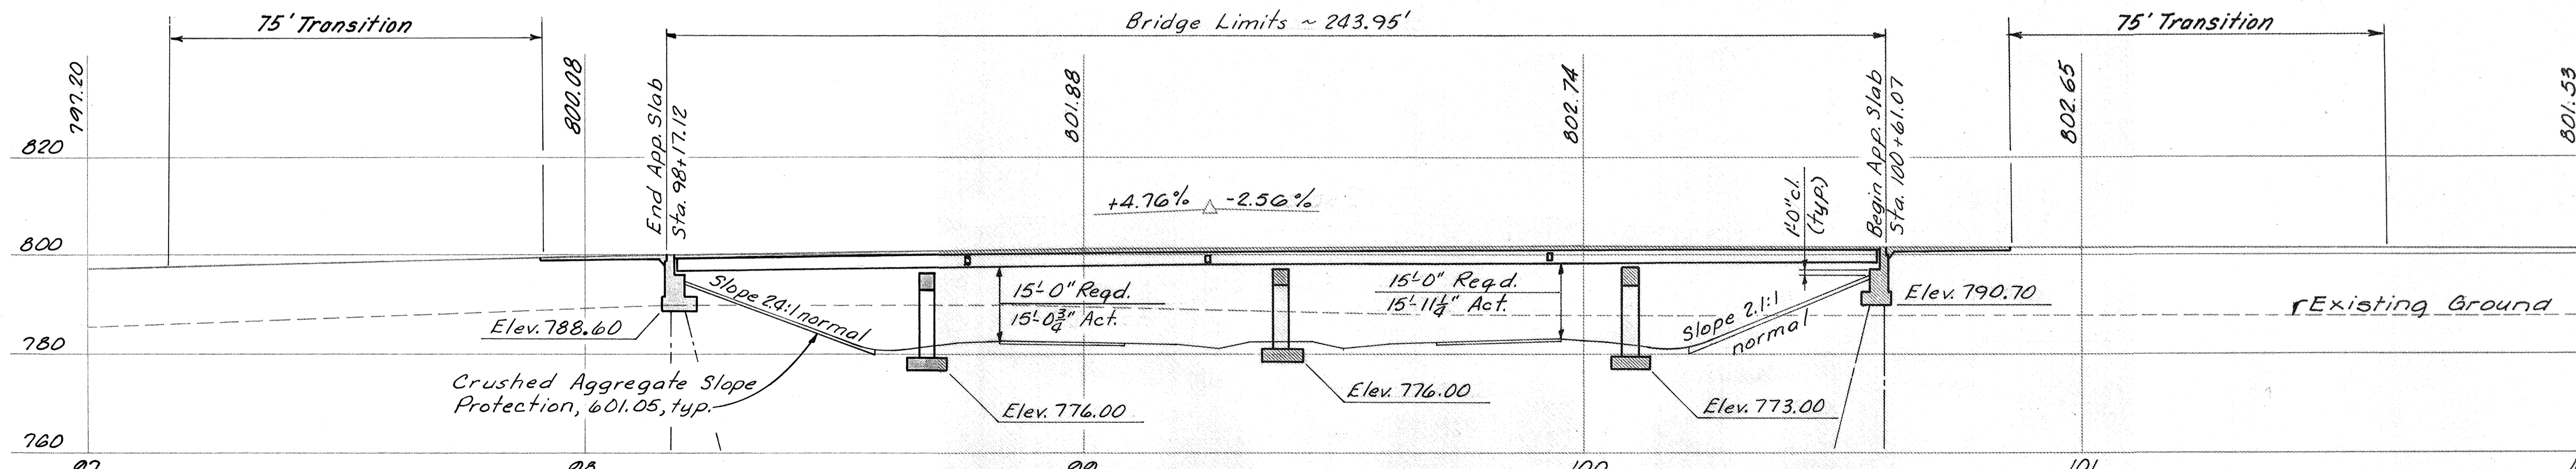 75' Transition
Bridge Limits ~ 243.95'
75' Transition
797.20
800.08
End App. Slab
Sta. 98+17.12
801.88
802.74
Begin App. Slab
Sta. 100+61.07
802.65
801.53
820
+4.76% △ -2.56%
1'-0" cl.
(typ.)
800
Slope 2.4:1 normal
15'-0" Reqd.
15'-0 3/4" Act.
15'-0" Reqd.
15'-11 1/4" Act.
Slope 2.1:1
normal
Elev. 790.70
Existing Ground
Elev. 788.60
780
Crushed Aggregate Slope
Protection, 601.05, typ.
Elev. 776.00
Elev. 776.00
Elev. 773.00
760
97
98
99
100
101